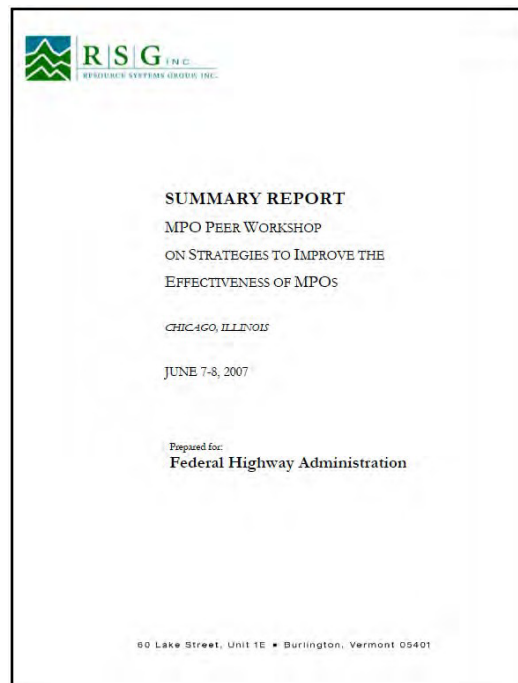 R|S|G INC.
RESOURCE SYSTEMS GROUP, INC.
SUMMARY REPORT
MPO PEER WORKSHOP
ON STRATEGIES TO IMPROVE THE
EFFECTIVENESS OF MPOS
CHICAGO, ILLINOIS
JUNE 7-8, 2007
Prepared for:
Federal Highway Administration
60 Lake Street, Unit 1E ▪ Burlington, Vermont 05401